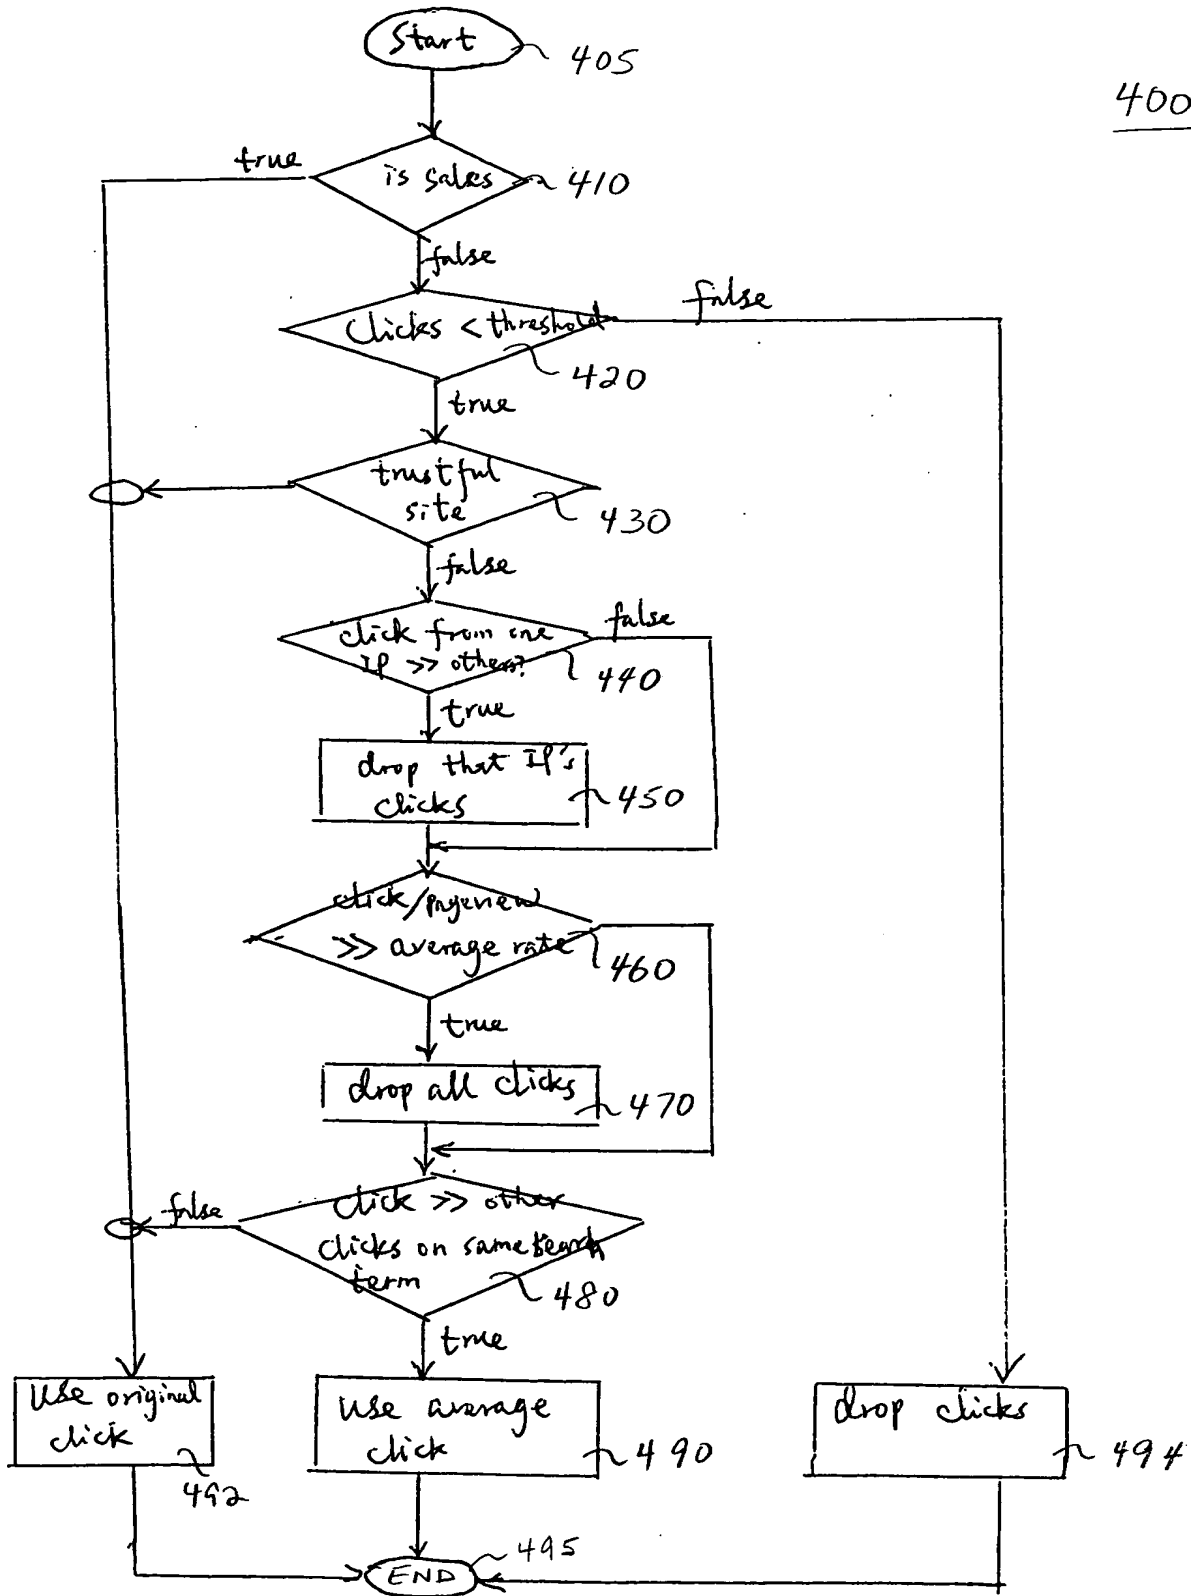 Start
405
400
true
is sales
410
false
Clicks < threshold
false
420
true
trustful
site
430
false
click from one
IP >> others?
false
440
true
drop that IP's
clicks
450
click/pageview
>> average rate
460
true
drop all clicks
470
false
click >> other
clicks on same search
term
480
true
use original
click
492
use average
click
490
drop clicks
494
END
495